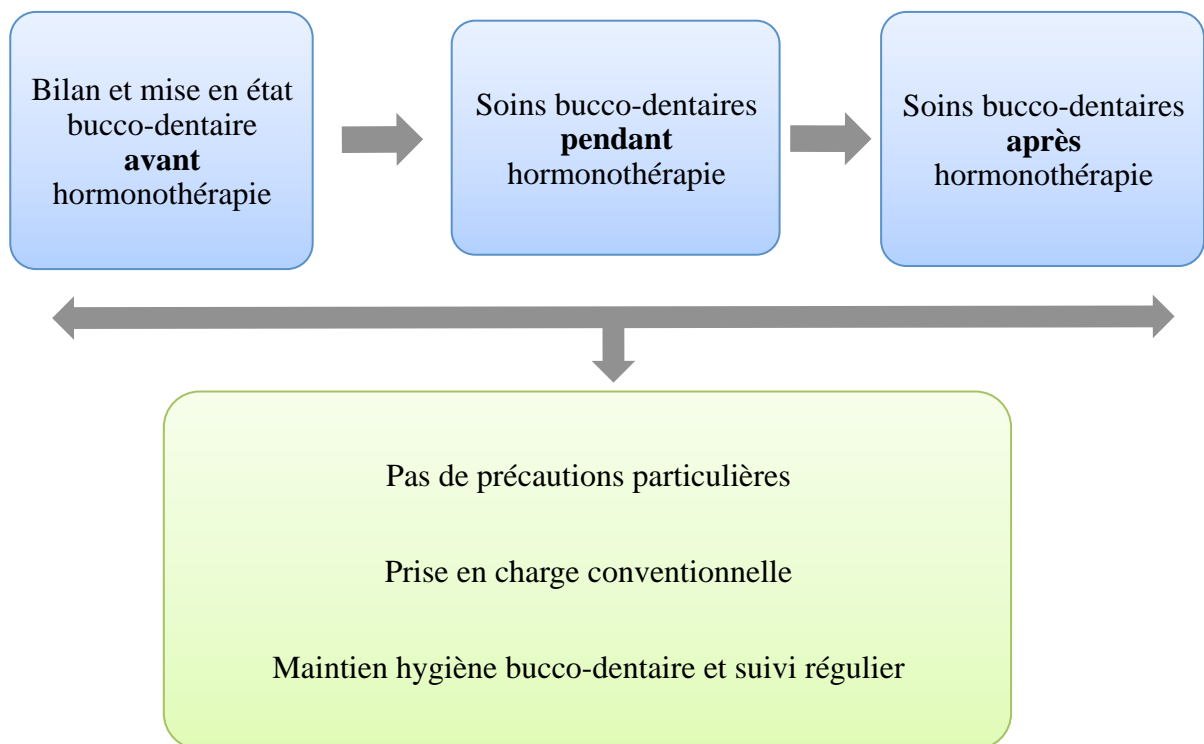 Bilan et mise en état
bucco-dentaire
avant
hormonothérapie
Soins bucco-dentaires
pendant
hormonothérapie
Soins bucco-dentaires
après
hormonothérapie
Pas de précautions particulières
Prise en charge conventionnelle
Maintien hygiène bucco-dentaire et suivi régulier